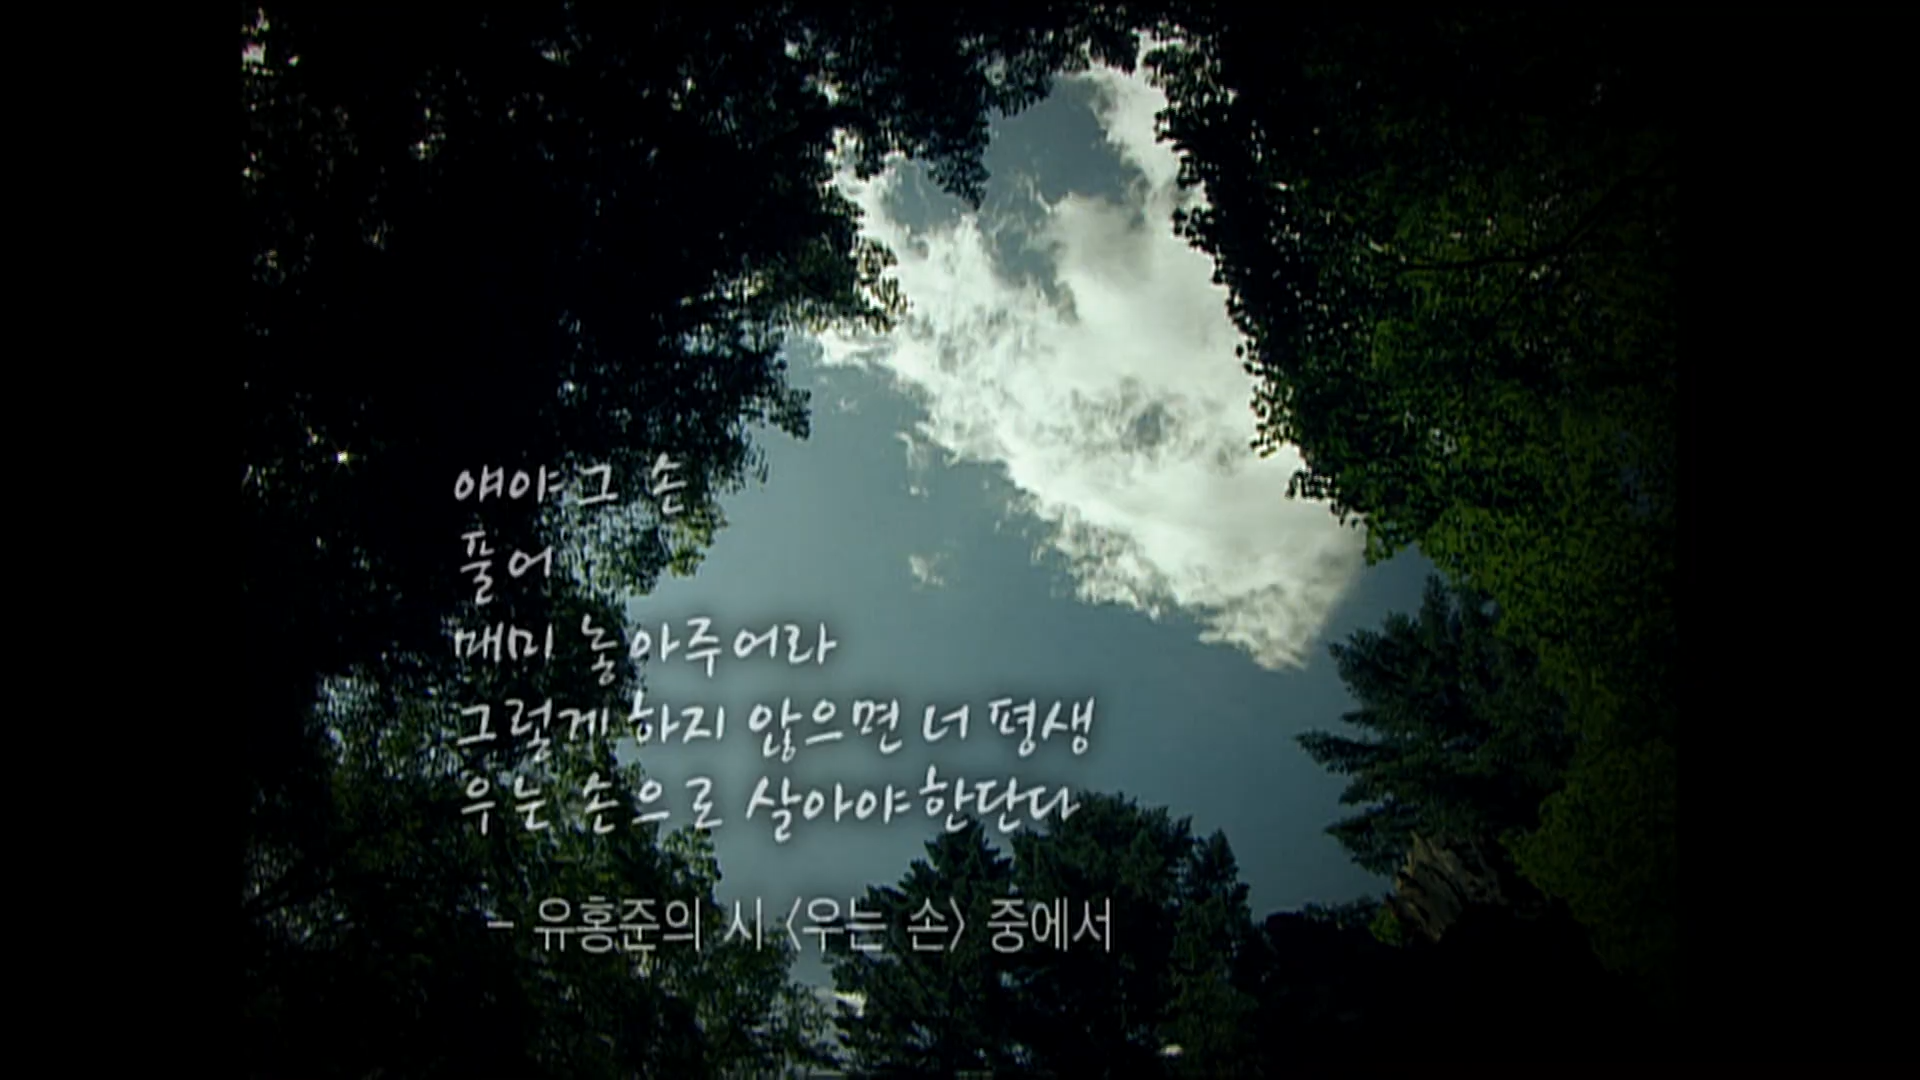 얘야 그 손
풀어
매미 놓아주어라
그렇게 하지 않으면 너 평생
우는 손으로 살아야 한단다
- 유홍준의 시 〈우는 손〉 중에서